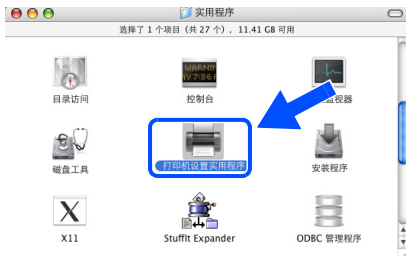 实用程序
选择了 1 个项目（共 27 个）, 11.41 GB 可用
目录访问
控制台
监视器
磁盘工具
打印机设置实用程序
安装程序
X11
StuffIt Expander
ODBC 管理程序